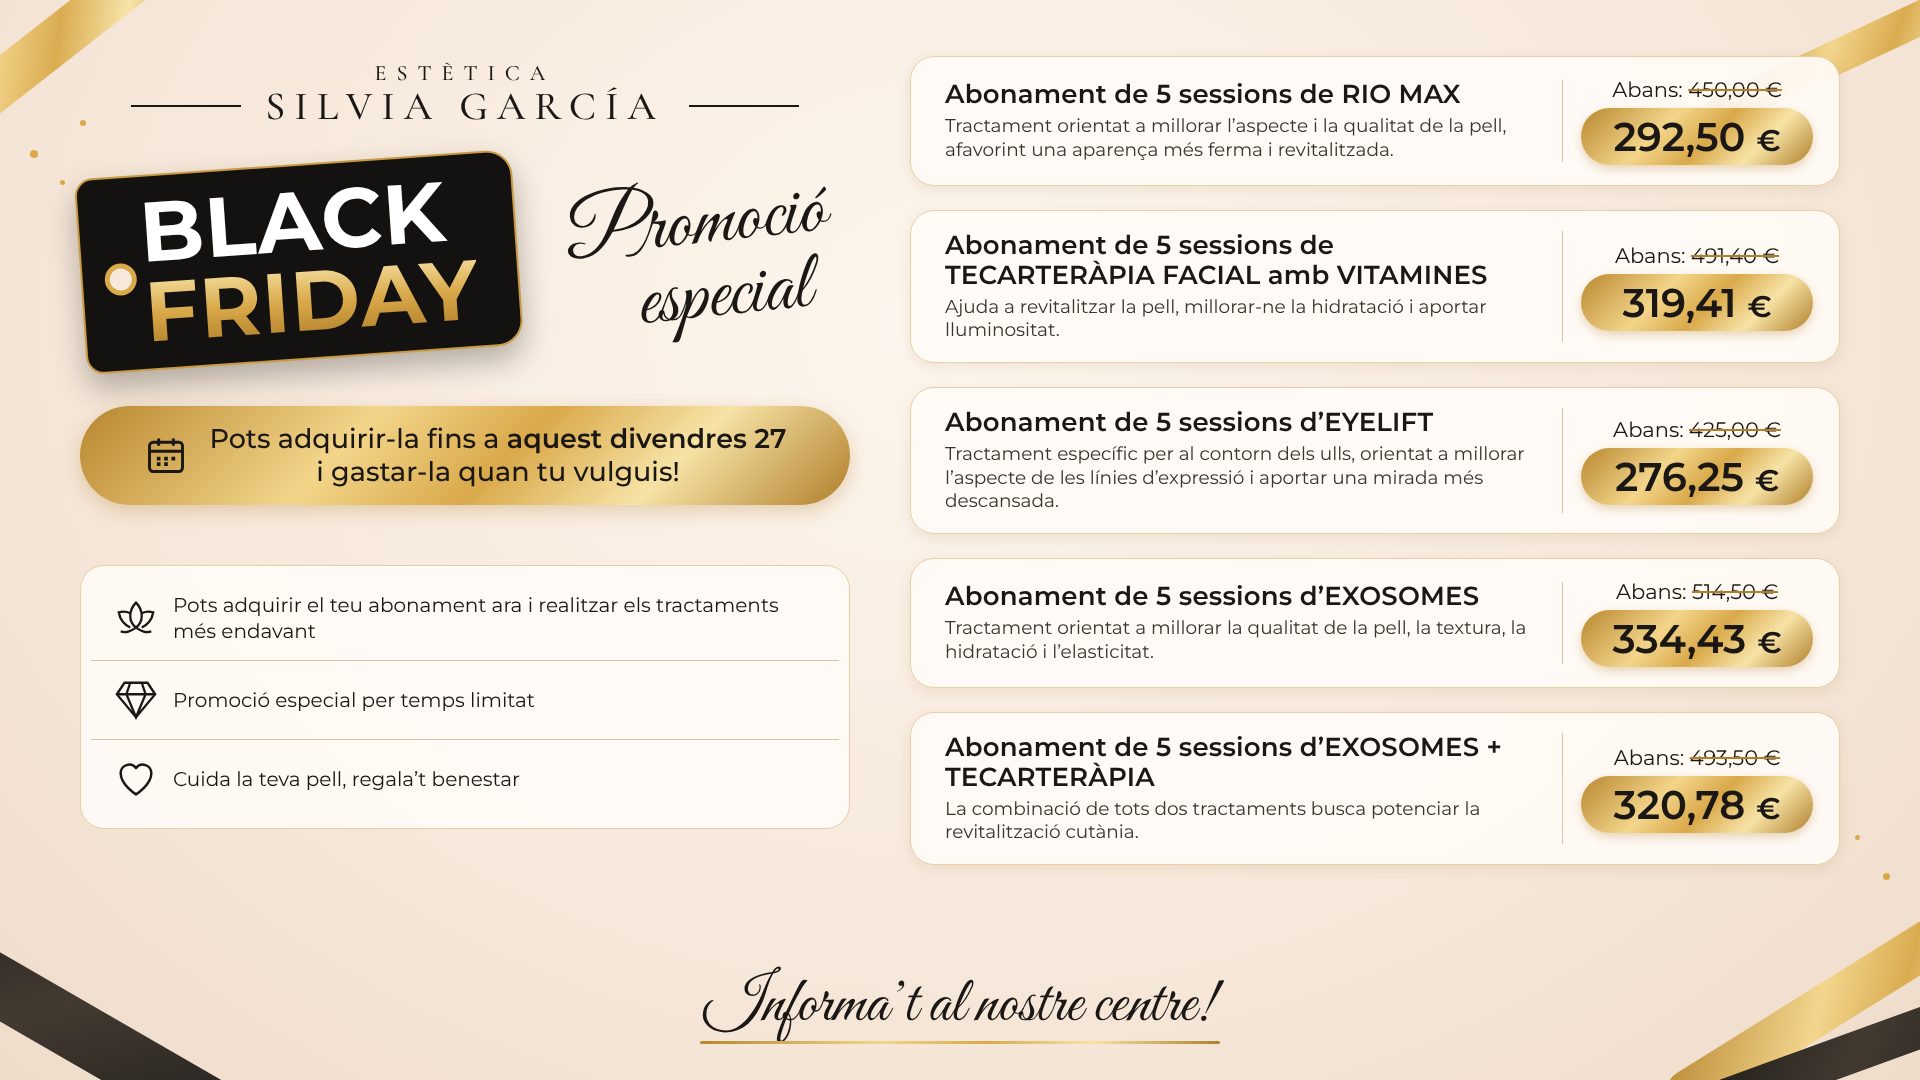 ESTÈTICA
SILVIA GARCÍA
BLACK
FRIDAY
Promoció
especial
Pots adquirir-la fins a aquest divendres 27
i gastar-la quan tu vulguis!
Pots adquirir el teu abonament ara i realitzar els tractaments
més endavant
Promoció especial per temps limitat
Cuida la teva pell, regala’t benestar
Abonament de 5 sessions de RIO MAX
Tractament orientat a millorar l’aspecte i la qualitat de la pell,
afavorint una aparença més ferma i revitalitzada.
Abans: 450,00 €
292,50 €
Abonament de 5 sessions de
TECARTERÀPIA FACIAL amb VITAMINES
Ajuda a revitalitzar la pell, millorar-ne la hidratació i aportar
lluminositat.
Abans: 491,40 €
319,41 €
Abonament de 5 sessions d’EYELIFT
Tractament específic per al contorn dels ulls, orientat a millorar
l’aspecte de les línies d’expressió i aportar una mirada més
descansada.
Abans: 425,00 €
276,25 €
Abonament de 5 sessions d’EXOSOMES
Tractament orientat a millorar la qualitat de la pell, la textura, la
hidratació i l’elasticitat.
Abans: 514,50 €
334,43 €
Abonament de 5 sessions d’EXOSOMES +
TECARTERÀPIA
La combinació de tots dos tractaments busca potenciar la
revitalització cutània.
Abans: 493,50 €
320,78 €
Informa’t al nostre centre!